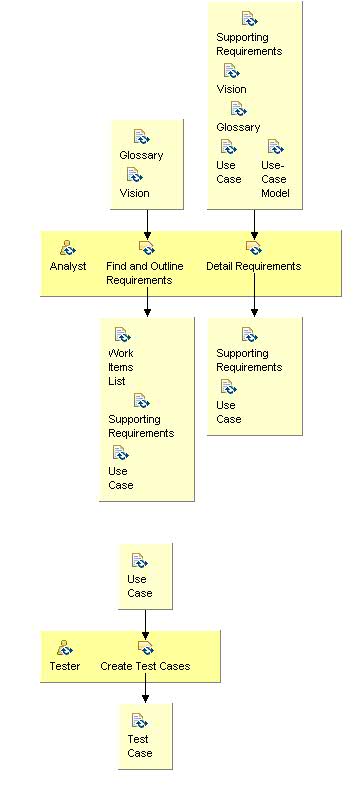 Supporting
Requirements
Vision
Glossary
Use
Case
Use-
Case
Model
Glossary
Vision
Analyst
Find and Outline
Requirements
Detail Requirements
Work
Items
List
Supporting
Requirements
Use
Case
Supporting
Requirements
Use
Case
Use
Case
Tester
Create Test Cases
Test
Case